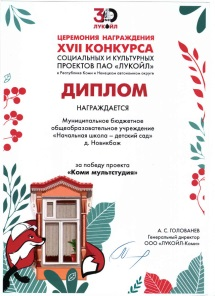 30
ЛУКОЙЛ
ЦЕРЕМОНИЯ НАГРАЖДЕНИЯ
XVII КОНКУРСА
СОЦИАЛЬНЫХ И КУЛЬТУРНЫХ
ПРОЕКТОВ ПАО «ЛУКОЙЛ»
в Республике Коми и Ненецком автономном округе
ДИПЛОМ
НАГРАЖДАЕТСЯ
Муниципальное бюджетное
общеобразовательное учреждение
«Начальная школа – детский сад»
д. Новикбож
за победу проекта
«Коми мультстудия»
А. С. ГОЛОВАНЕВ
Генеральный директор
ООО «ЛУКОЙЛ-Коми»